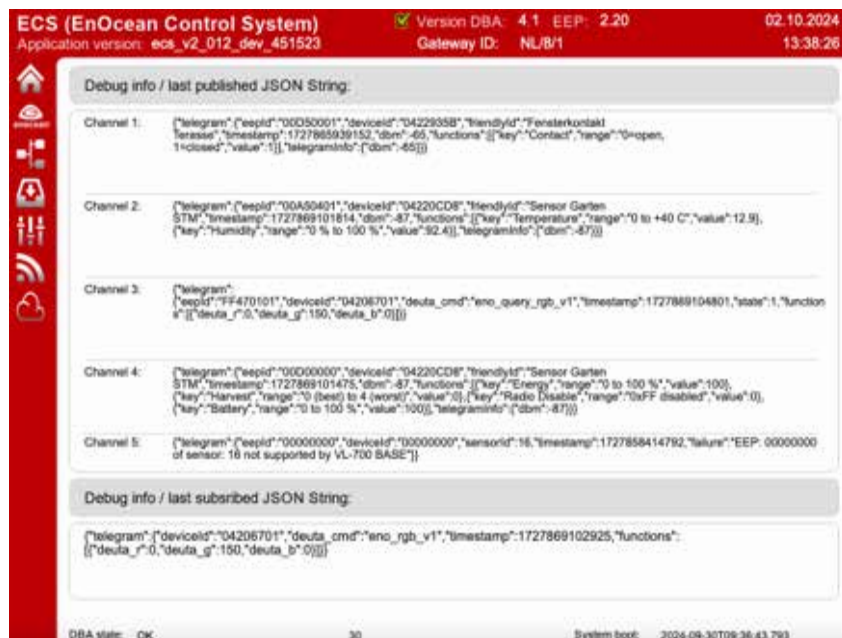 ECS (EnOcean Control System)
Version DBA: 4.1 EEP: 2.20
02.10.2024
Application version: ecs_v2_012_dev_451523
Gateway ID: NL/8/1
13:38:26
enocean
Debug info / last published JSON String:
Channel 1: {"telegram":{"eepId":"00D50001","deviceId":"0422935B","friendlyId":"Fensterkontakt
Terasse","timestamp":1727865939152,"dbm":-65,"functions":[{"key":"Contact","range":"0=open,
1=closed","value":1}],"telegramInfo":{"dbm":-65}}}
Channel 2: {"telegram":{"eepId":"00A50401","deviceId":"04220CD8","friendlyId":"Sensor Garten
STM","timestamp":1727869101814,"dbm":-87,"functions":[{"key":"Temperature","range":"0 to +40 C","value":12.9},
{"key":"Humidity","range":"0 % to 100 %","value":92.4}],"telegramInfo":{"dbm":-87}}}
Channel 3: {"telegram":
{"eepId":"FF470101","deviceId":"04206701","deuta_cmd":"eno_query_rgb_v1","timestamp":1727869104801,"state":1,"function
s":[{"deuta_r":0,"deuta_g":150,"deuta_b":0}]}}
Channel 4: {"telegram":{"eepId":"00D00000","deviceId":"04220CD8","friendlyId":"Sensor Garten
STM","timestamp":1727869101475,"dbm":-87,"functions":[{"key":"Energy","range":"0 to 100 %","value":100},
{"key":"Harvest","range":"0 (best) to 4 (worst)","value":0},{"key":"Radio Disable","range":"0xFF disabled","value":0},
{"key":"Battery","range":"0 to 100 %","value":100}],"telegramInfo":{"dbm":-87}}}
Channel 5: {"telegram":{"eepId":"00000000","deviceId":"00000000","sensorId":16,"timestamp":1727858414792,"failure":"EEP: 00000000
of sensor: 16 not supported by VL-700 BASE"}}
Debug info / last subsribed JSON String:
{"telegram":{"deviceId":"04206701","deuta_cmd":"eno_rgb_v1","timestamp":1727869102925,"functions":
[{"deuta_r":0,"deuta_g":150,"deuta_b":0}]}}
DBA state: OK
30
System boot: 2024-09-30T09:36:43.793